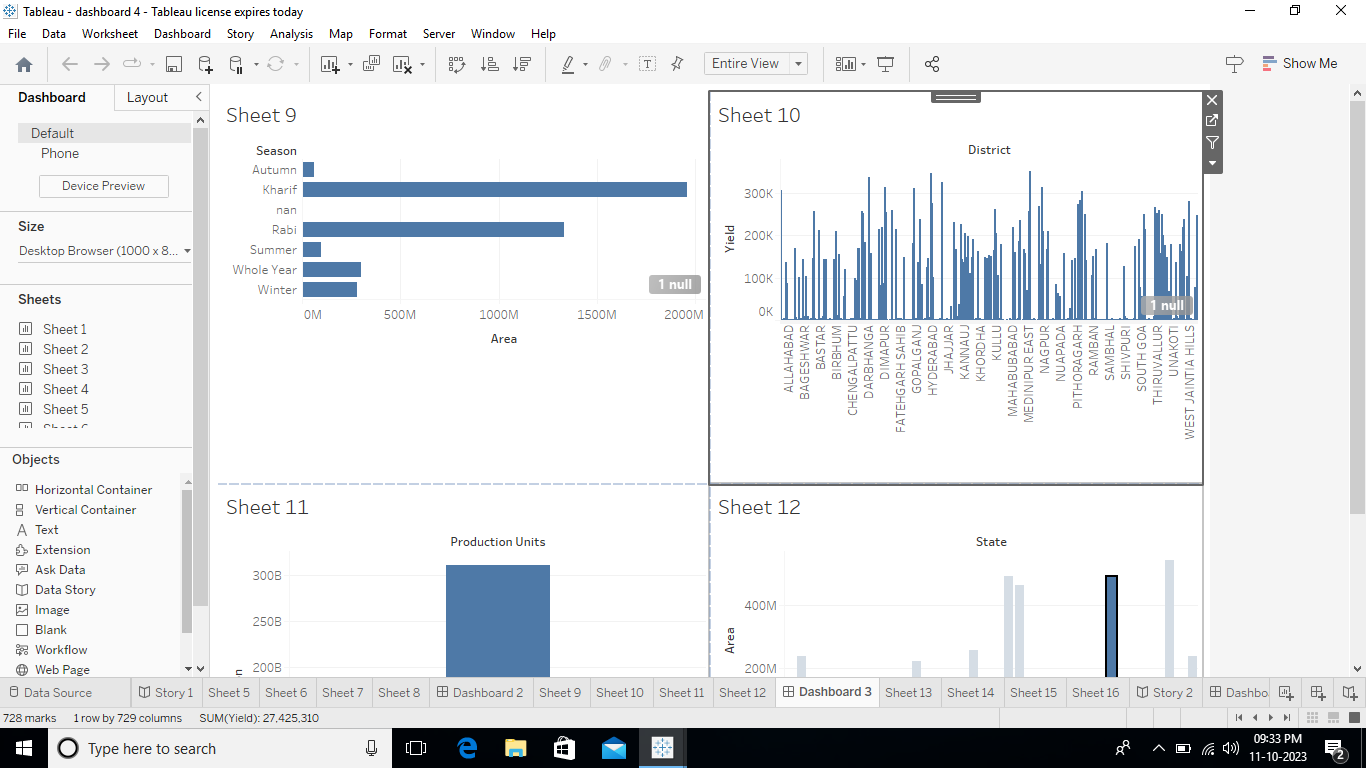 Tableau - dashboard 4 - Tableau license expires today
File Data Worksheet Dashboard Story Analysis Map Format Server Window Help
Entire View
Show Me
Dashboard Layout
Default
Phone
Device Preview
Size
Desktop Browser (1000 x 8...
Sheets
Sheet 1
Sheet 2
Sheet 3
Sheet 4
Sheet 5
Objects
Horizontal Container
Vertical Container
Text
Extension
Ask Data
Data Story
Image
Blank
Workflow
Web Page
Sheet 9
Season
Autumn
Kharif
nan
Rabi
Summer
Whole Year
Winter
1 null
0M 500M 1000M 1500M 2000M
Area
Sheet 10
District
Yield
300K
200K
100K
0K
1 null
ALLAHABAD
BAGESHWAR
BASTAR
BIRBHUM
CHENGALPATTU
DARBHANGA
DIMAPUR
FATEHGARH SAHIB
GOPALGANJ
HYDERABAD
JHAJJAR
KANNAUJ
KHORDHA
KULLU
MAHABUBABAD
MEDINIPUR EAST
NAGPUR
NUAPADA
PITHORAGARH
RAMBAN
SAMBHAL
SHIVPURI
SOUTH GOA
THIRUVALLUR
UNAKOTI
WEST JAINTIA HILLS
Sheet 11
Production Units
300B
250B
200B
Sheet 12
State
Area
400M
200M
Data Source Story 1 Sheet 5 Sheet 6 Sheet 7 Sheet 8 Dashboard 2 Sheet 9 Sheet 10 Sheet 11 Sheet 12 Dashboard 3 Sheet 13 Sheet 14 Sheet 15 Sheet 16 Story 2 Dashbo
728 marks 1 row by 729 columns SUM(Yield): 27,425,310
Type here to search
09:33 PM
11-10-2023
2